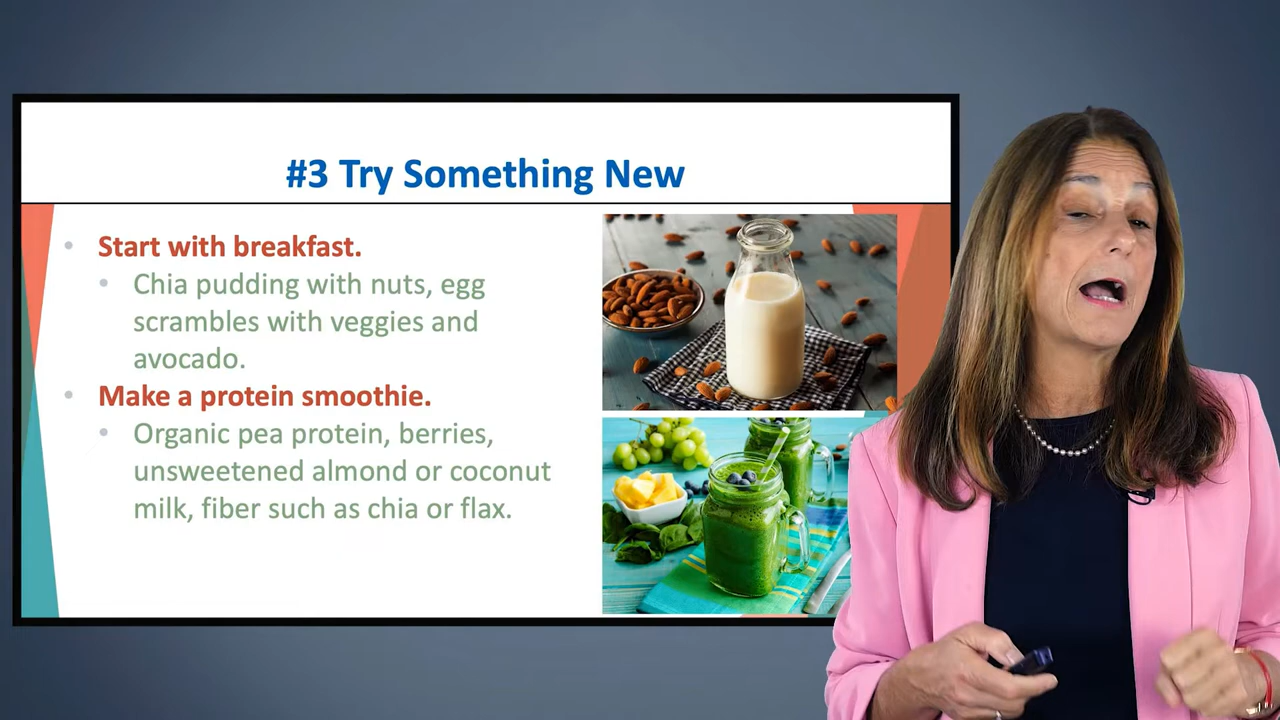 #3 Try Something New
Start with breakfast.
Chia pudding with nuts, egg
scrambles with veggies and
avocado.
Make a protein smoothie.
Organic pea protein, berries,
unsweetened almond or coconut
milk, fiber such as chia or flax.